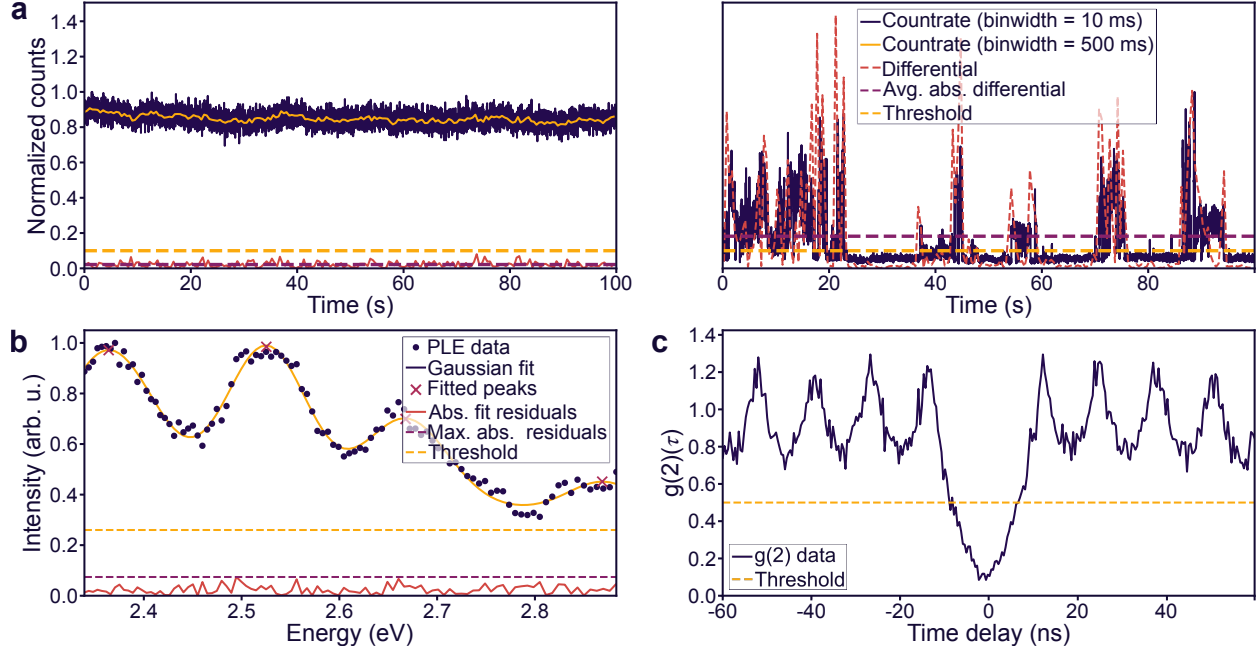 a
Normalized counts
1.4
1.2
1.0
0.8
0.6
0.4
0.2
0.0
0 20 40 60 80 100
Time (s)
Countrate (binwidth = 10 ms)
Countrate (binwidth = 500 ms)
Differential
Avg. abs. differential
Threshold
0 20 40 60 80
Time (s)
b
Intensity (arb. u.)
1.0
0.8
0.6
0.4
0.2
0.0
2.4 2.5 2.6 2.7 2.8
Energy (eV)
PLE data
Gaussian fit
Fitted peaks
Abs. fit residuals
Max. abs. residuals
Threshold
c
g(2)(τ)
1.4
1.2
1.0
0.8
0.6
0.4
0.2
0.0
-60 -40 -20 0 20 40
Time delay (ns)
g(2) data
Threshold